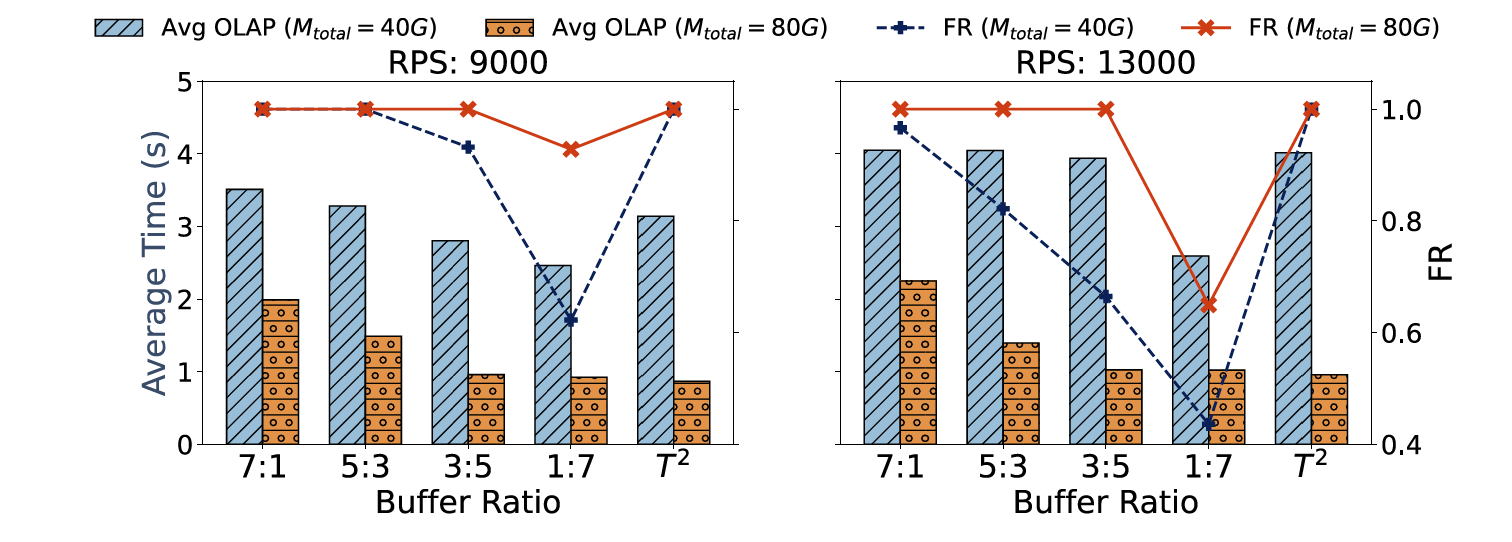 Avg OLAP (M_total = 40G) Avg OLAP (M_total = 80G) FR (M_total = 40G) FR (M_total = 80G)
RPS: 9000
RPS: 13000
Average Time (s)
5
4
3
2
1
0
7:1 5:3 3:5 1:7 T²
Buffer Ratio
7:1 5:3 3:5 1:7 T²
Buffer Ratio
1.0
0.8
0.6
0.4
FR